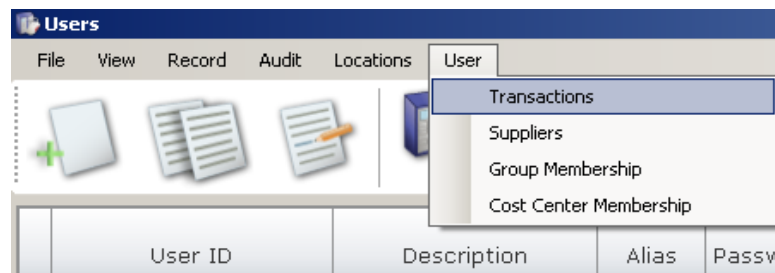 Users
File View Record Audit Locations User
Transactions
Suppliers
Group Membership
Cost Center Membership
User ID Description Alias Passw